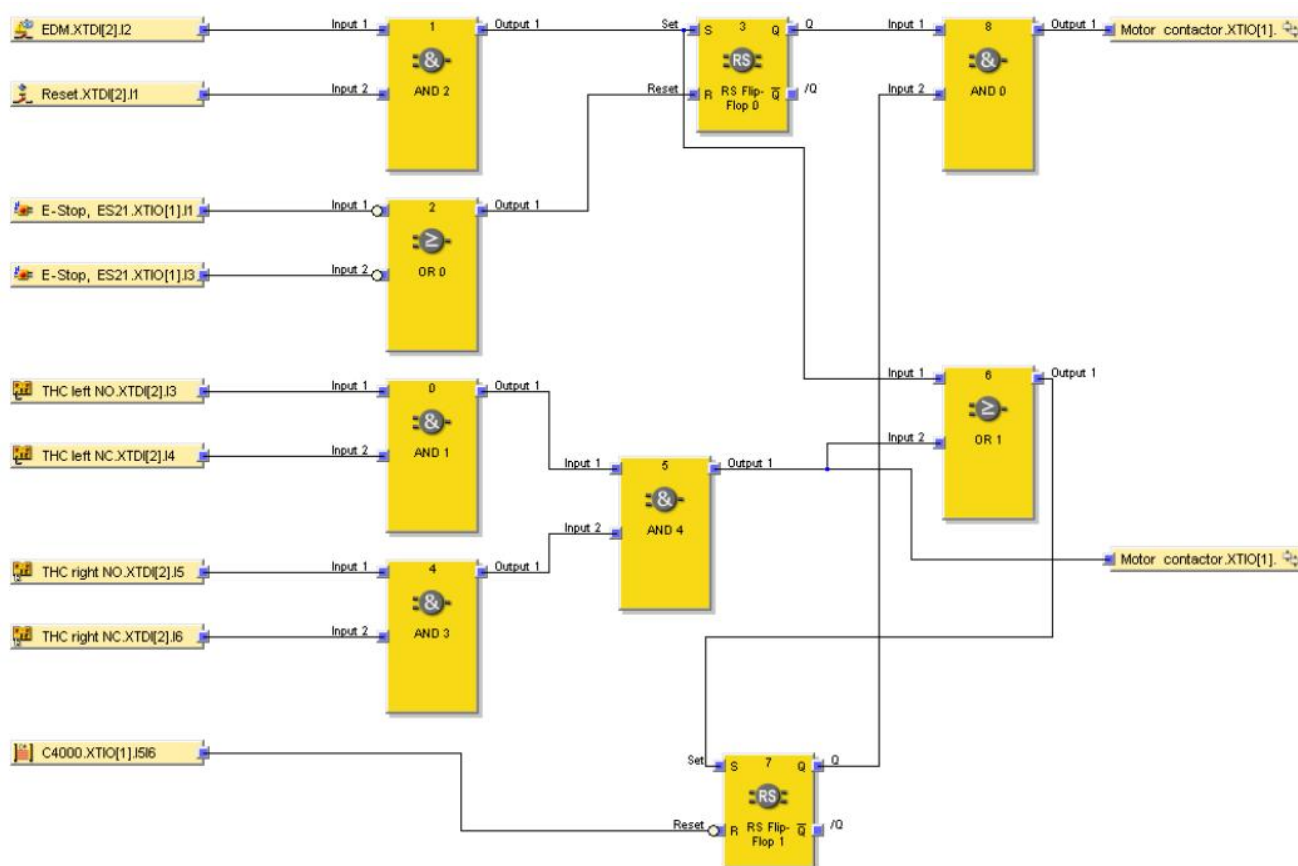 EDM.XTDI[2].I2
Input 1
1
Output 1
&
AND 2
Reset.XTDI[2].I1
Input 2
Set
S
3
Q
Q
RS
Reset
R
RS Flip-
Flop 0
Q
/Q
Input 1
8
Output 1
&
AND 0
Input 2
Motor contactor.XTIO[1].
E-Stop, ES21.XTIO[1].I1
Input 1
2
Output 1
≥
OR 0
E-Stop, ES21.XTIO[1].I3
Input 2
THC left NO.XTDI[2].I3
Input 1
0
Output 1
&
AND 1
THC left NC.XTDI[2].I4
Input 2
Input 1
6
Output 1
≥
OR 1
Input 2
Input 1
5
Output 1
&
AND 4
Input 2
Motor contactor.XTIO[1].
THC right NO.XTDI[2].I5
Input 1
4
Output 1
&
AND 3
THC right NC.XTDI[2].I6
Input 2
C4000.XTIO[1].I5I6
Set
S
7
Q
Q
RS
Reset
R
RS Flip-
Flop 1
Q
/Q